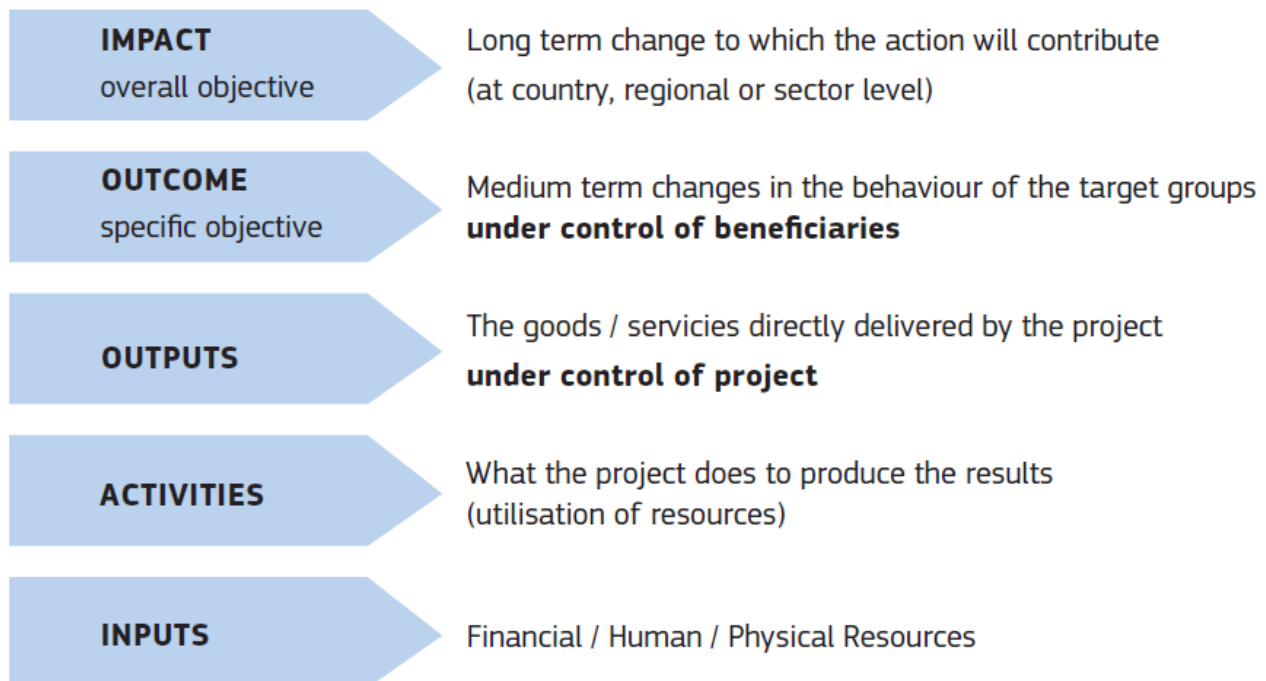 IMPACT
overall objective
Long term change to which the action will contribute
(at country, regional or sector level)
OUTCOME
specific objective
Medium term changes in the behaviour of the target groups
under control of beneficiaries
OUTPUTS
The goods / servicies directly delivered by the project
under control of project
ACTIVITIES
What the project does to produce the results
(utilisation of resources)
INPUTS
Financial / Human / Physical Resources